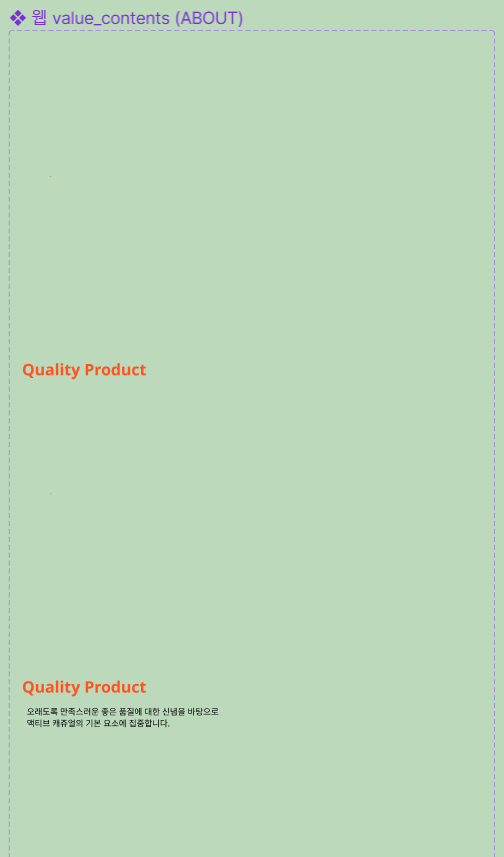 웹 value_contents (ABOUT)
Quality Product
Quality Product
오래도록 만족스러운 좋은 품질에 대한 신념을 바탕으로
액티브 캐쥬얼의 기본 요소에 집중합니다.